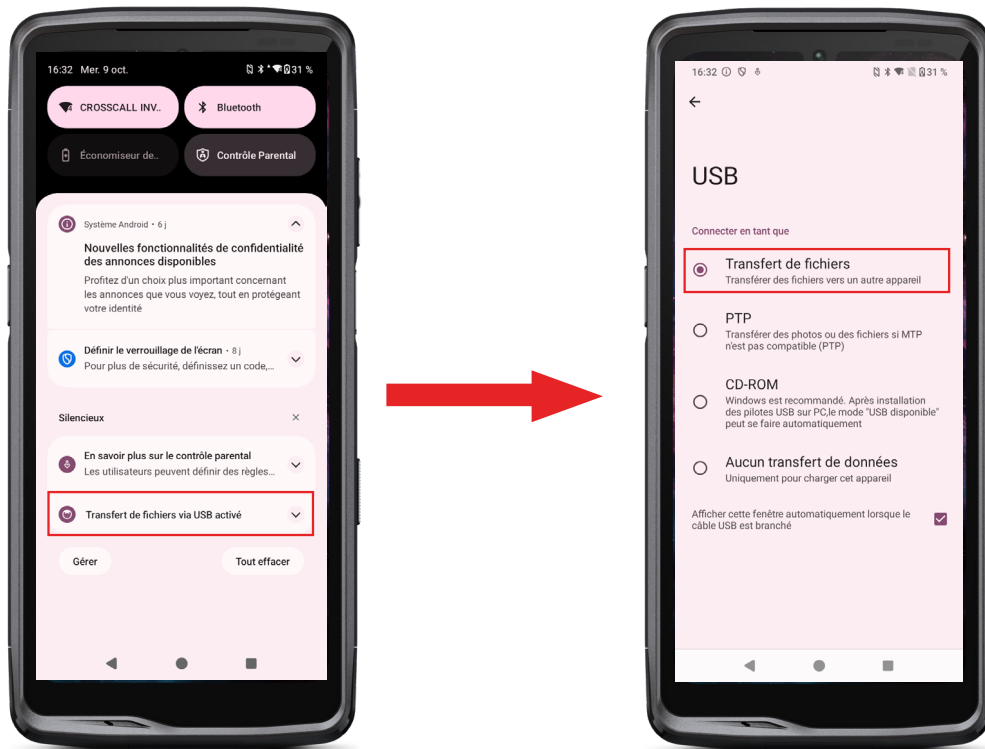 16:32 Mer. 9 oct.
31 %
CROSSCALL INV..
Bluetooth
Économiseur de..
Contrôle Parental
Système Android • 6 j
Nouvelles fonctionnalités de confidentialité
des annonces disponibles
Profitez d'un choix plus important concernant
les annonces que vous voyez, tout en protégeant
votre identité
Définir le verrouillage de l'écran • 8 j
Pour plus de sécurité, définissez un code,...
Silencieux
En savoir plus sur le contrôle parental
Les utilisateurs peuvent définir des règles...
Transfert de fichiers via USB activé
Gérer
Tout effacer
16:32
31 %
USB
Connecter en tant que
Transfert de fichiers
Transférer des fichiers vers un autre appareil
PTP
Transférer des photos ou des fichiers si MTP
n'est pas compatible (PTP)
CD-ROM
Windows est recommandé. Après installation
des pilotes USB sur PC,le mode "USB disponible"
peut se faire automatiquement
Aucun transfert de données
Uniquement pour charger cet appareil
Afficher cette fenêtre automatiquement lorsque le
câble USB est branché